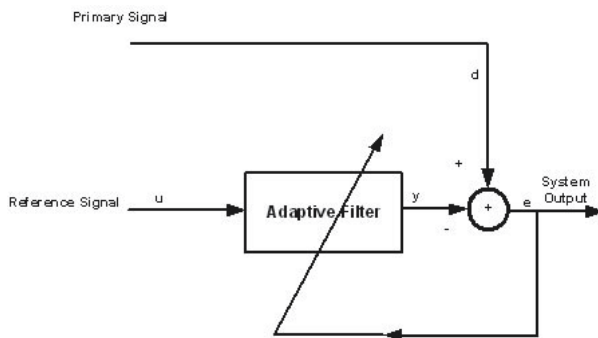 Primary Signal
d
+
System
Output
Reference Signal
u
Adaptive Filter
y
+
e
-